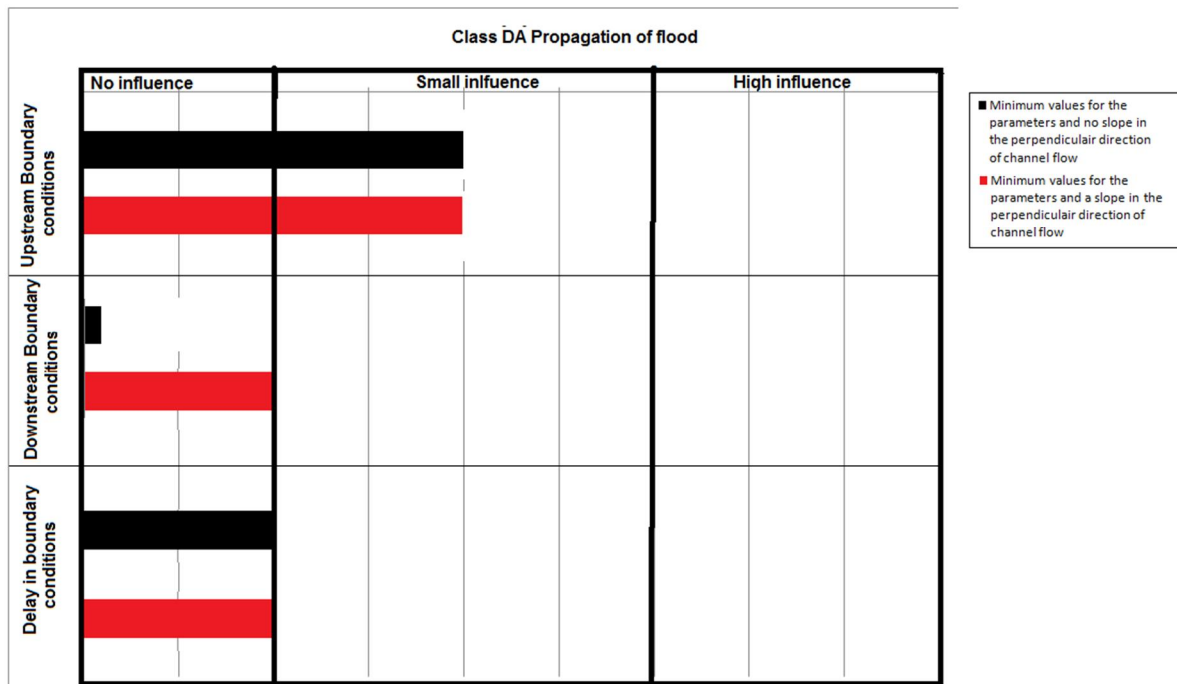 Class DA Propagation of flood
No influence
Small inlfuence
High influence
Upstream Boundary
conditions
Downstream Boundary
conditions
Delay in boundary
conditions
Minimum values for the
parameters and no slope in
the perpendiculair direction
of channel flow
Minimum values for the
parameters and a slope in the
perpendiculair direction of
channel flow